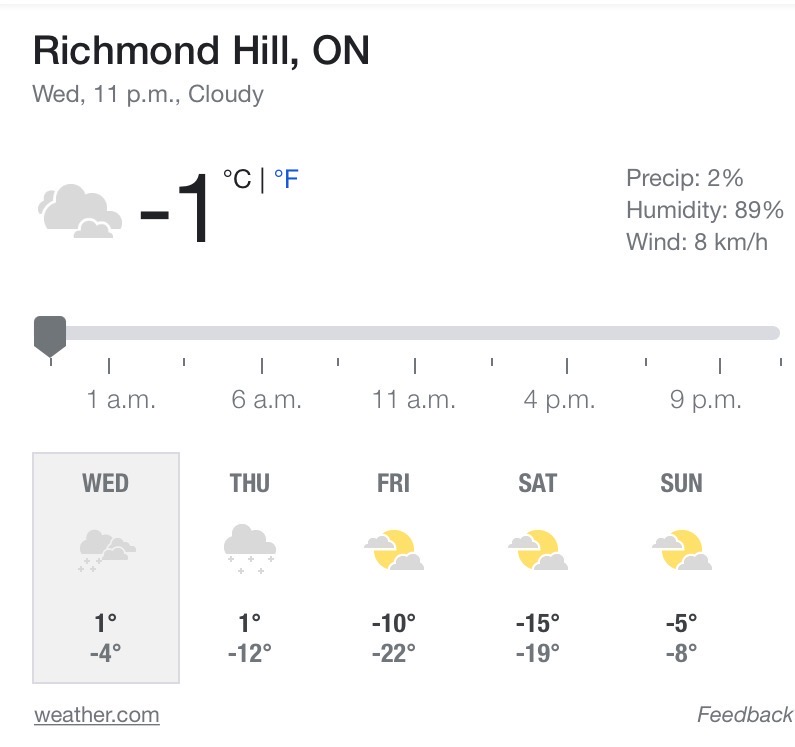 Richmond Hill, ON
Wed, 11 p.m., Cloudy
-1 °C | °F
Precip: 2%
Humidity: 89%
Wind: 8 km/h
1 a.m. 6 a.m. 11 a.m. 4 p.m. 9 p.m.
WED THU FRI SAT SUN
1° 1° -10° -15° -5°
-4° -12° -22° -19° -8°
weather.com Feedback